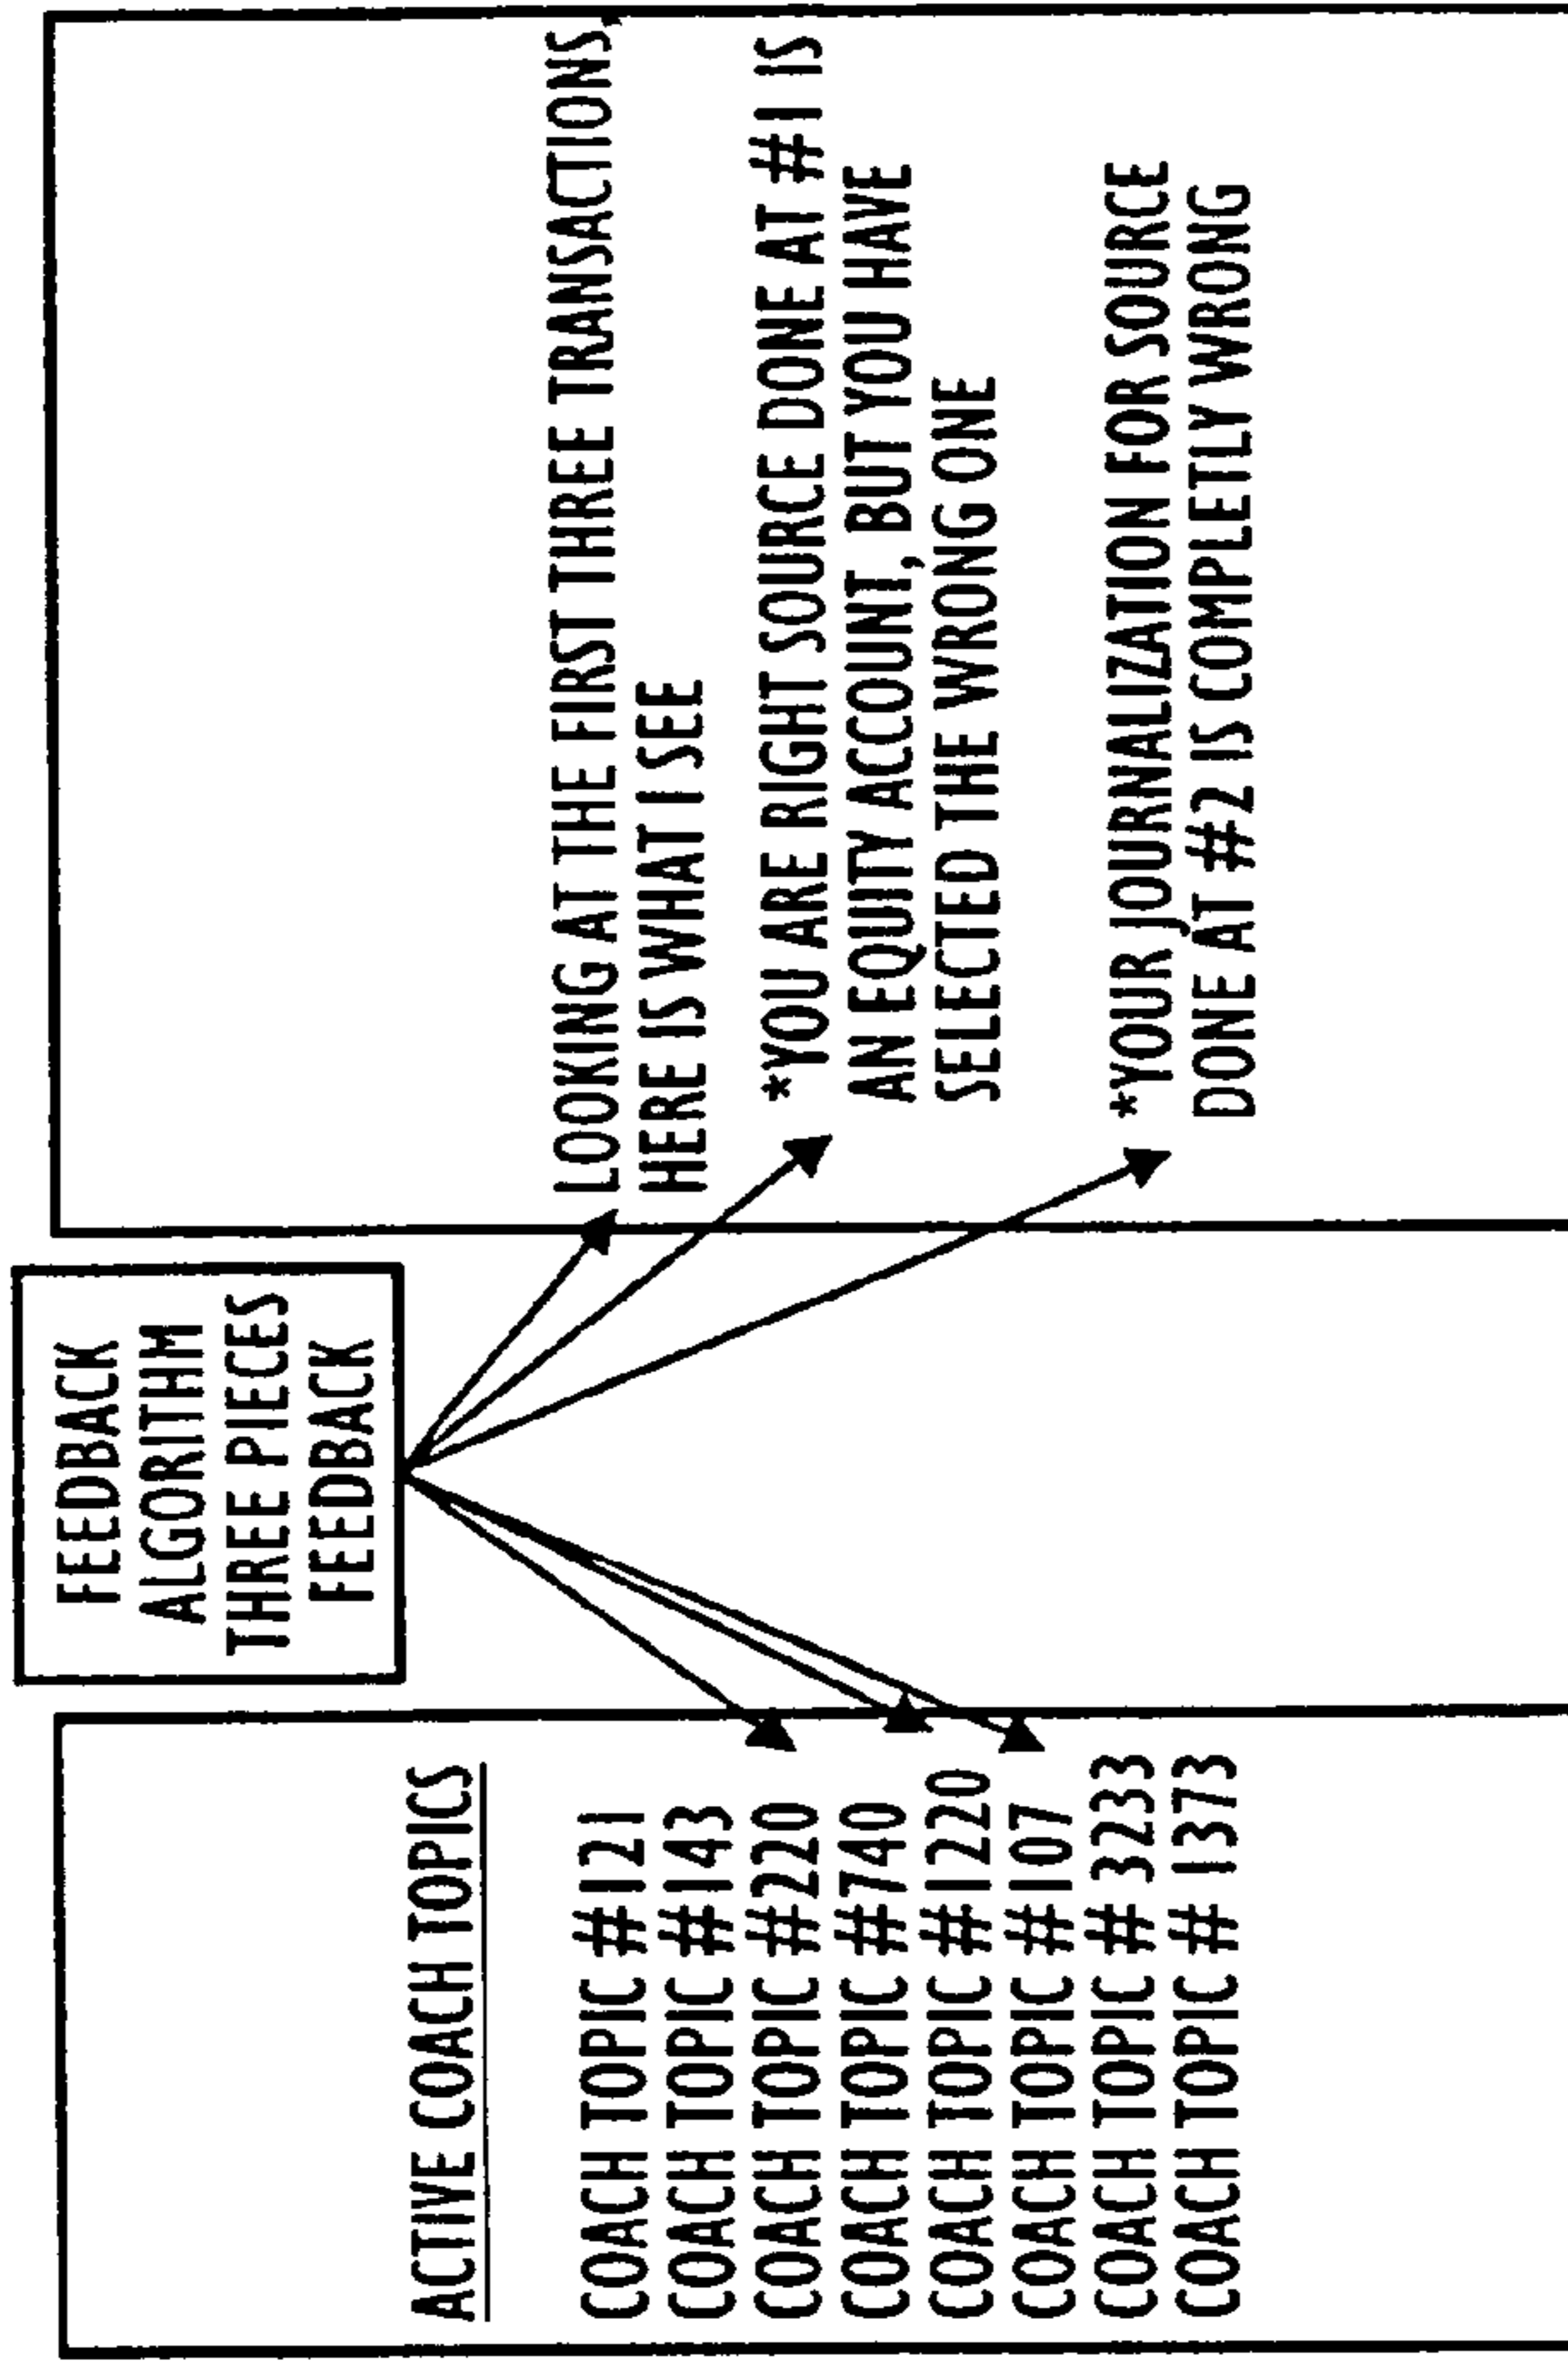 FEEDBACK
ALGORITHM
THREE PIECES
FEEDBACK
ACTIVE COACH TOPICS
COACH TOPIC #121
COACH TOPIC #143
COACH TOPIC #220
COACH TOPIC #740
COACH TOPIC #1220
COACH TOPIC #107
COACH TOPIC # 3233
COACH TOPIC # 1373
LOOKING AT THE FIRST THREE TRANSACTIONS,
HERE IS WHAT I SEE
*YOU ARE RIGHT SOURCE DONE AT #1 IS
AN EQUITY ACCOUNT, BUT YOU HAVE
SELECTED THE WRONG ONE
*YOUR JOURNALIZATION FOR SOURCE
DONE AT #2 IS COMPLETLY WRONG